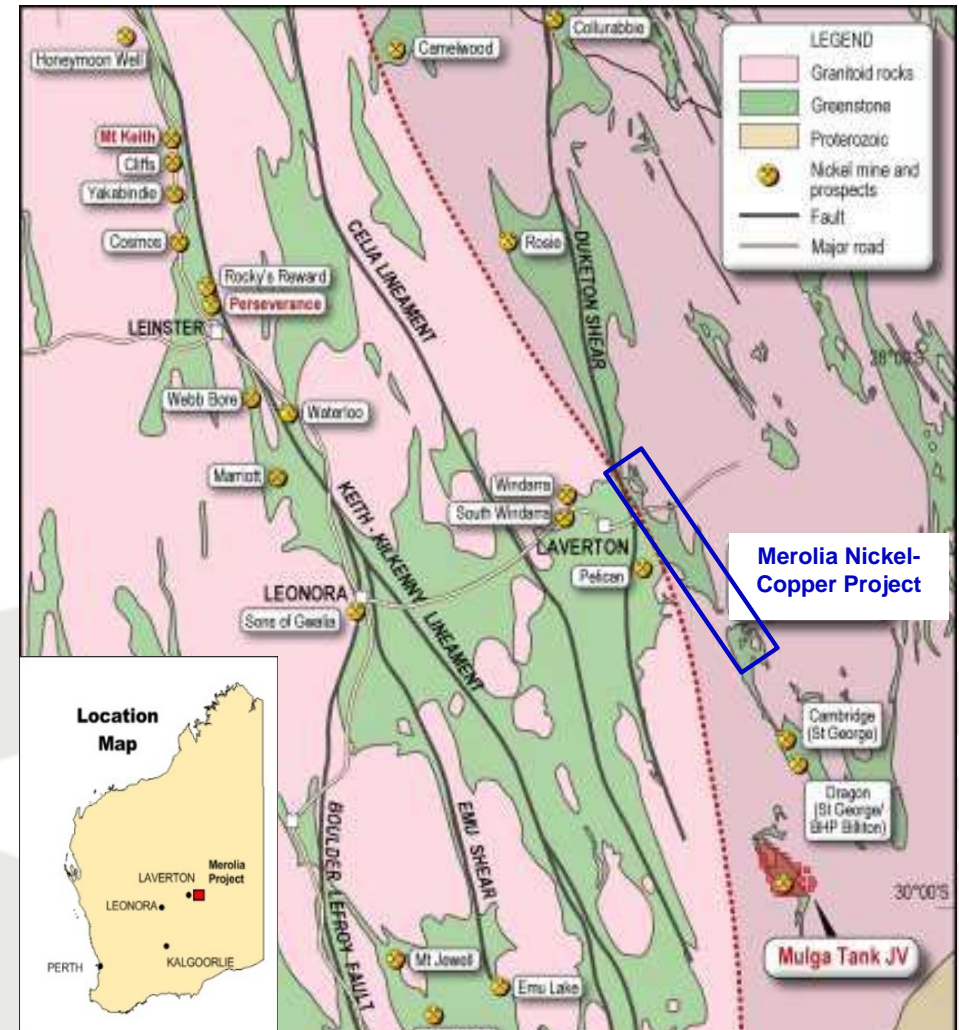 Honeymoon Well
Camelwood
Collurabbie
LEGEND
Granitoid rocks
Greenstone
Proterozoic
Nickel mine and
prospects
Fault
Major road
Mt Keith
Cliffs
Yakabindie
Cosmos
Rocky's Reward
Perseverance
LEINSTER
CELIA LINEAMENT
Rosie
DUKETON SHEAR
Webb Bore
Waterloo
Marriott
KEITH - KILKENNY LINEAMENT
Windarra
South Windarra
LAVERTON
Pelican
Merolia Nickel-
Copper Project
LEONORA
Sons of Gwalia
Cambridge
(St George)
Dragon
(St George/
BHP Billiton)
30°00'S
Mulga Tank JV
BOULDER LEFROY FAULT
EMU SHEAR
Mt Jewell
Emu Lake
Location
Map
Merolia
Project
LAVERTON
LEONORA
KALGOORLIE
PERTH